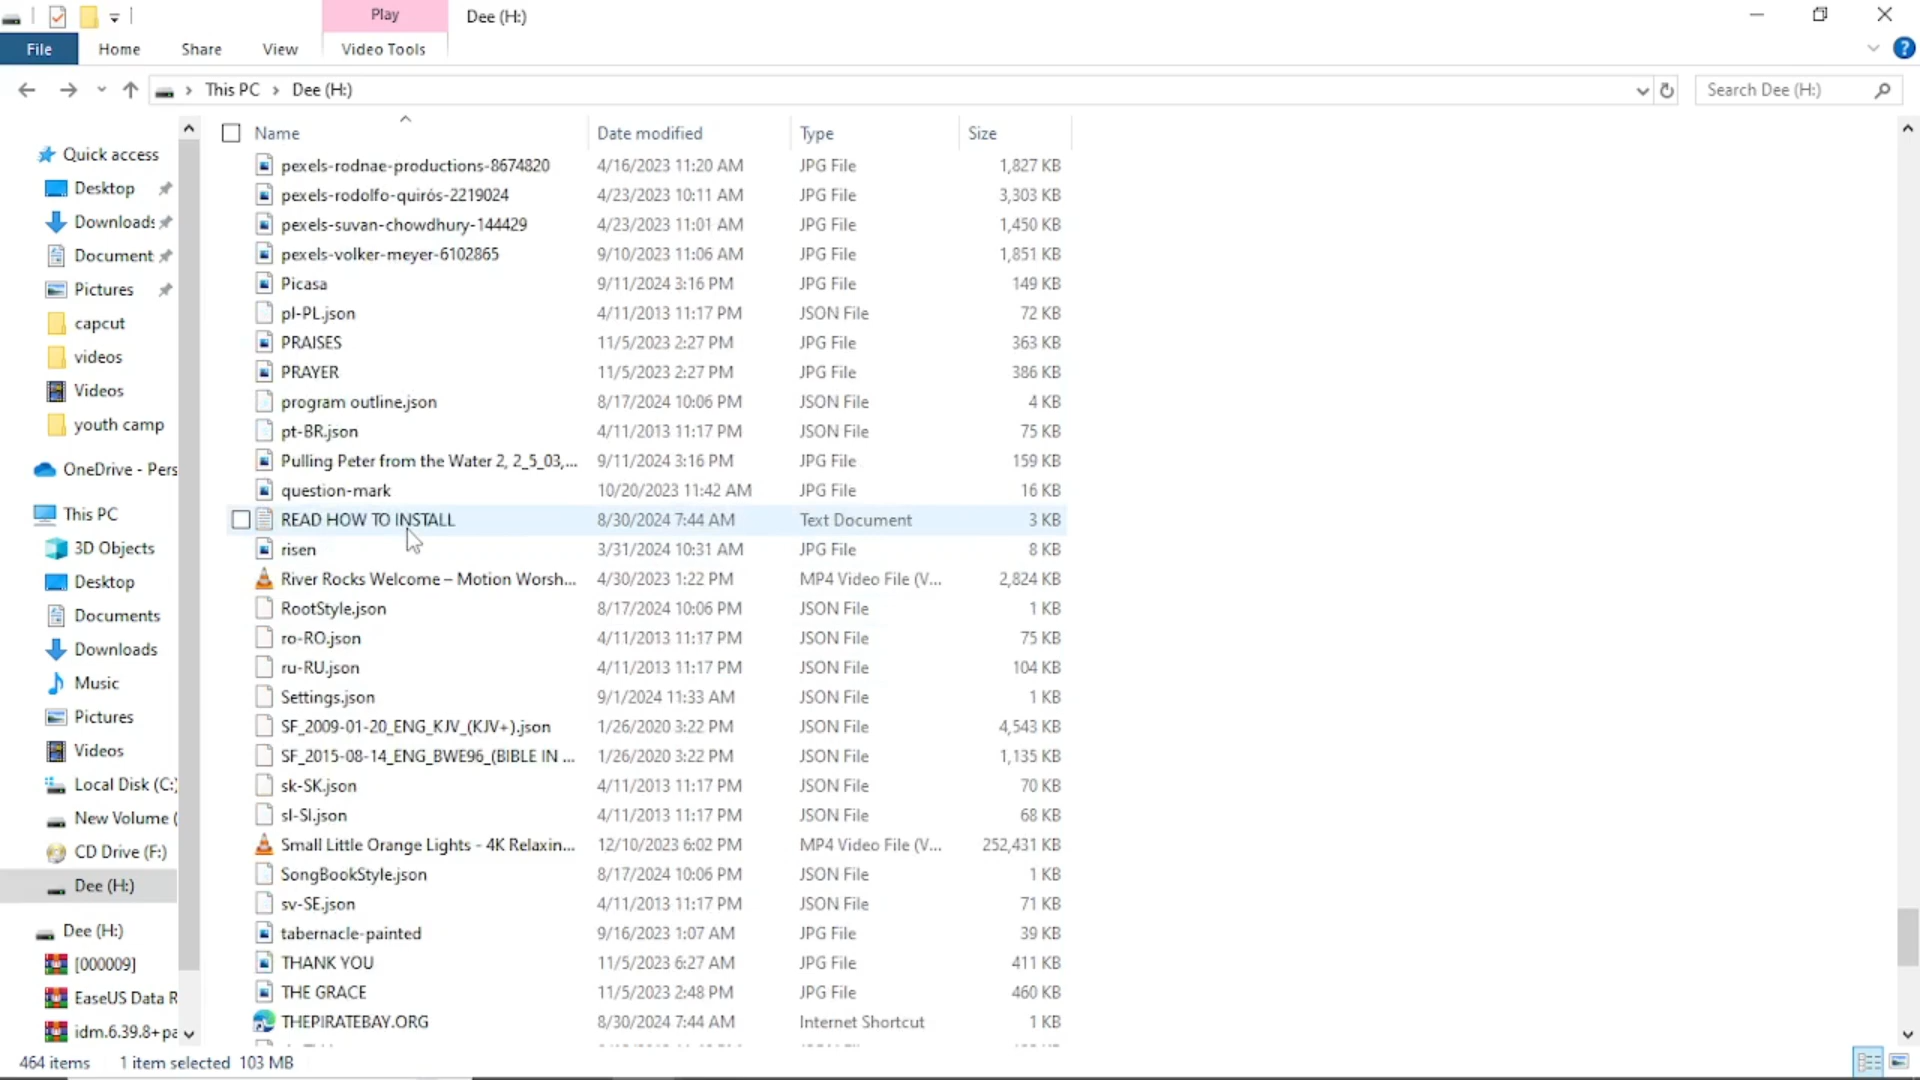 Play Dee (H:)
File Home Share View Video Tools
This PC > Dee (H:) Search Dee (H:)
Name Date modified Type Size
Quick access
Desktop
Downloads
Document
Pictures
capcut
videos
Videos
youth camp
OneDrive - Pers
This PC
3D Objects
Desktop
Documents
Downloads
Music
Pictures
Videos
Local Disk (C:)
New Volume (
CD Drive (F:)
Dee (H:)
Dee (H:)
[000009]
EaseUS Data R
idm.6.39.8+pa
pexels-rodnae-productions-8674820 4/16/2023 11:20 AM JPG File 1,827 KB
pexels-rodolfo-quirós-2219024 4/23/2023 10:11 AM JPG File 3,303 KB
pexels-suvan-chowdhury-144429 4/23/2023 11:01 AM JPG File 1,450 KB
pexels-volker-meyer-6102865 9/10/2023 11:06 AM JPG File 1,851 KB
Picasa 9/11/2024 3:16 PM JPG File 149 KB
pl-PL.json 4/11/2013 11:17 PM JSON File 72 KB
PRAISES 11/5/2023 2:27 PM JPG File 363 KB
PRAYER 11/5/2023 2:27 PM JPG File 386 KB
program outline.json 8/17/2024 10:06 PM JSON File 4 KB
pt-BR.json 4/11/2013 11:17 PM JSON File 75 KB
Pulling Peter from the Water 2, 2_5_03,... 9/11/2024 3:16 PM JPG File 159 KB
question-mark 10/20/2023 11:42 AM JPG File 16 KB
READ HOW TO INSTALL 8/30/2024 7:44 AM Text Document 3 KB
risen 3/31/2024 10:31 AM JPG File 8 KB
River Rocks Welcome – Motion Worsh... 4/30/2023 1:22 PM MP4 Video File (V... 2,824 KB
RootStyle.json 8/17/2024 10:06 PM JSON File 1 KB
ro-RO.json 4/11/2013 11:17 PM JSON File 75 KB
ru-RU.json 4/11/2013 11:17 PM JSON File 104 KB
Settings.json 9/1/2024 11:33 AM JSON File 1 KB
SF_2009-01-20_ENG_KJV_(KJV+).json 1/26/2020 3:22 PM JSON File 4,543 KB
SF_2015-08-14_ENG_BWE96_(BIBLE IN ... 1/26/2020 3:22 PM JSON File 1,135 KB
sk-SK.json 4/11/2013 11:17 PM JSON File 70 KB
sl-SI.json 4/11/2013 11:17 PM JSON File 68 KB
Small Little Orange Lights - 4K Relaxin... 12/10/2023 6:02 PM MP4 Video File (V... 252,431 KB
SongBookStyle.json 8/17/2024 10:06 PM JSON File 1 KB
sv-SE.json 4/11/2013 11:17 PM JSON File 71 KB
tabernacle-painted 9/16/2023 1:07 AM JPG File 39 KB
THANK YOU 11/5/2023 6:27 AM JPG File 411 KB
THE GRACE 11/5/2023 2:48 PM JPG File 460 KB
THEPIRATEBAY.ORG 8/30/2024 7:44 AM Internet Shortcut 1 KB
464 items 1 item selected 103 MB